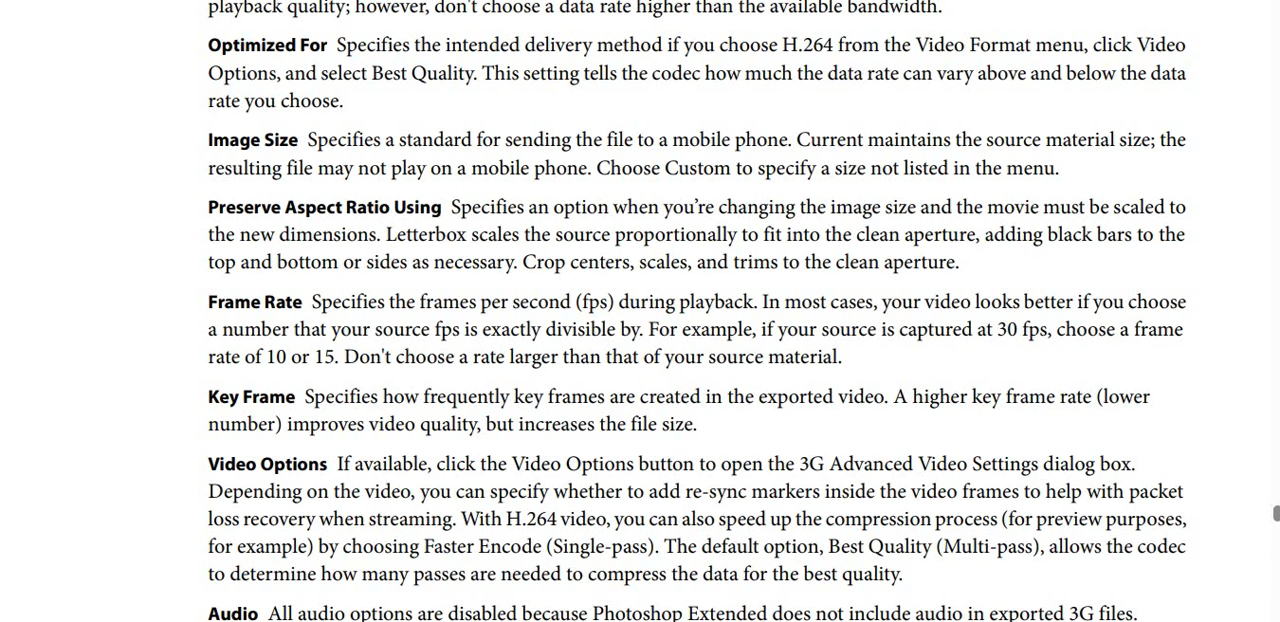 playback quality; however, don't choose a data rate higher than the available bandwidth.
Optimized For Specifies the intended delivery method if you choose H.264 from the Video Format menu, click Video
Options, and select Best Quality. This setting tells the codec how much the data rate can vary above and below the data
rate you choose.
Image Size Specifies a standard for sending the file to a mobile phone. Current maintains the source material size; the
resulting file may not play on a mobile phone. Choose Custom to specify a size not listed in the menu.
Preserve Aspect Ratio Using Specifies an option when you’re changing the image size and the movie must be scaled to
the new dimensions. Letterbox scales the source proportionally to fit into the clean aperture, adding black bars to the
top and bottom or sides as necessary. Crop centers, scales, and trims to the clean aperture.
Frame Rate Specifies the frames per second (fps) during playback. In most cases, your video looks better if you choose
a number that your source fps is exactly divisible by. For example, if your source is captured at 30 fps, choose a frame
rate of 10 or 15. Don't choose a rate larger than that of your source material.
Key Frame Specifies how frequently key frames are created in the exported video. A higher key frame rate (lower
number) improves video quality, but increases the file size.
Video Options If available, click the Video Options button to open the 3G Advanced Video Settings dialog box.
Depending on the video, you can specify whether to add re-sync markers inside the video frames to help with packet
loss recovery when streaming. With H.264 video, you can also speed up the compression process (for preview purposes,
for example) by choosing Faster Encode (Single-pass). The default option, Best Quality (Multi-pass), allows the codec
to determine how many passes are needed to compress the data for the best quality.
Audio All audio options are disabled because Photoshop Extended does not include audio in exported 3G files.